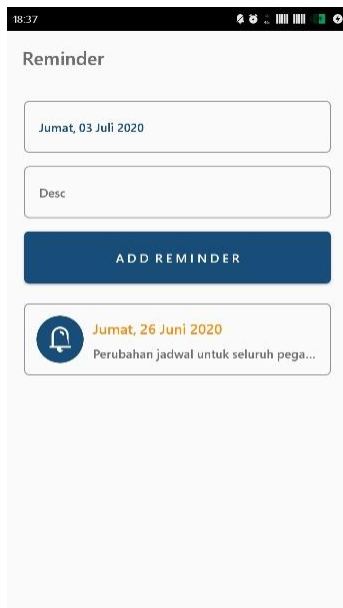 18:37
Reminder
Jumat, 03 Juli 2020
Desc
ADD REMINDER
Jumat, 26 Juni 2020
Perubahan jadwal untuk seluruh pega...